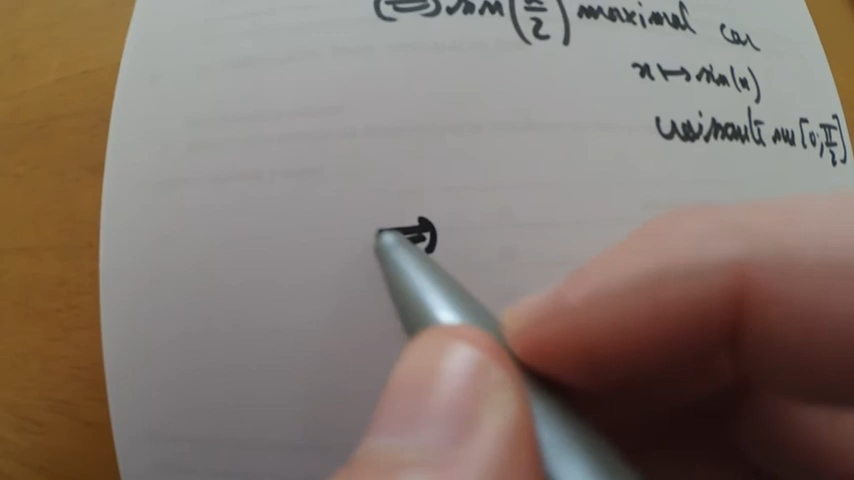 (⇔) sin(x/2) maximal car
x ↦ sin(x)
croissante sur [0;π/2]
⇔